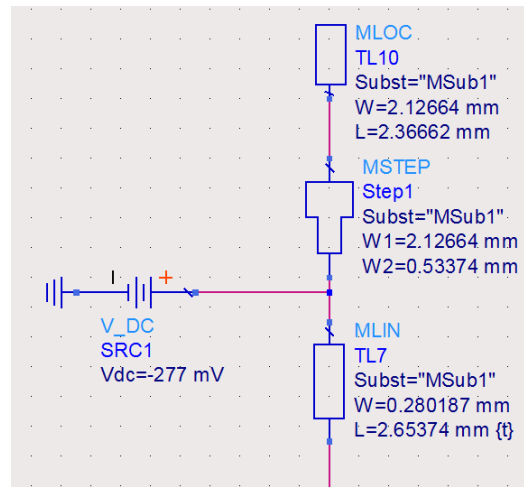 MLOC
TL10
Subst="MSub1"
W=2.12664 mm
L=2.36662 mm
MSTEP
Step1
Subst="MSub1"
W1=2.12664 mm
W2=0.53374 mm
+
V_DC
SRC1
Vdc=-277 mV
MLIN
TL7
Subst="MSub1"
W=0.280187 mm
L=2.65374 mm {t}